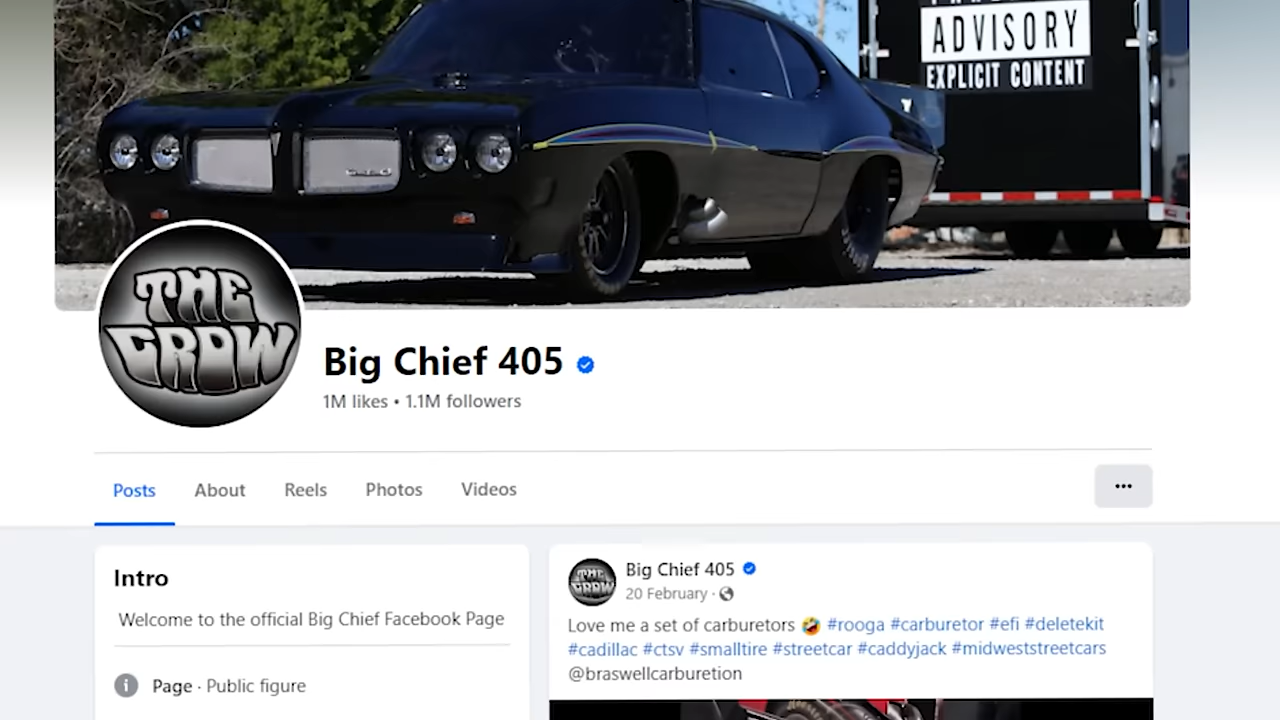 ADVISORY
EXPLICIT CONTENT
THE
CROW
Big Chief 405
1M likes • 1.1M followers
Posts
About
Reels
Photos
Videos
Intro
Welcome to the official Big Chief Facebook Page
Page · Public figure
THE
CROW
Big Chief 405
20 February ·
Love me a set of carburetors 🤣 #rooga #carburetor #efi #deletekit
#cadillac #ctsv #smalltire #streetcar #caddyjack #midweststreetcars
@braswellcarburetion